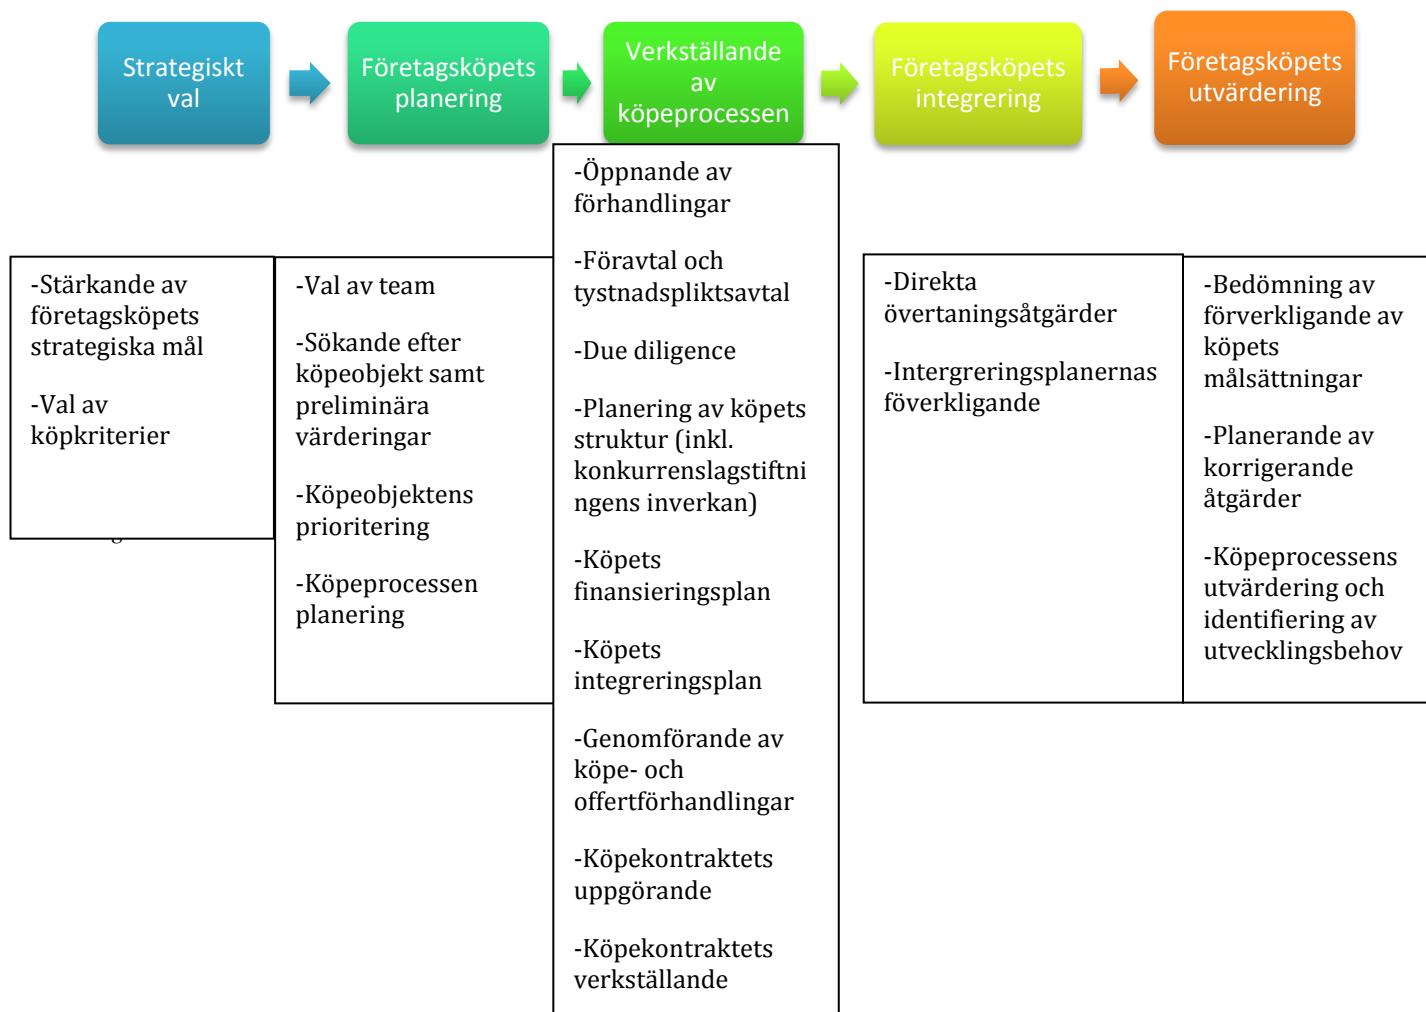 Strategiskt
val
Företagsköpets
planering
Verkställande
av
köpeprocessen
Företagsköpets
integrering
Företagsköpets
utvärdering
-Stärkande av
företagsköpets
strategiska mål
-Val av
köpkriterier
-Val av team
-Sökande efter
köpeobjekt samt
preliminära
värderingar
-Köpeobjektens
prioritering
-Köpeprocessen
planering
-Öppnande av
förhandlingar
-Föravtal och
tystnadspliktsavtal
-Due diligence
-Planering av köpets
struktur (inkl.
konkurrenslagstiftni
ngens inverkan)
-Köpets
finansieringsplan
-Köpets
integreringsplan
-Genomförande av
köpe- och
offertförhandlingar
-Köpekontraktets
uppgörande
-Köpekontraktets
verkställande
-Direkta
övertaningsåtgärder
-Intergreringsplanernas
föverkligande
-Bedömning av
förverkligande av
köpets
målsättningar
-Planerande av
korrigerande
åtgärder
-Köpeprocessens
utvärdering och
identifiering av
utvecklingsbehov